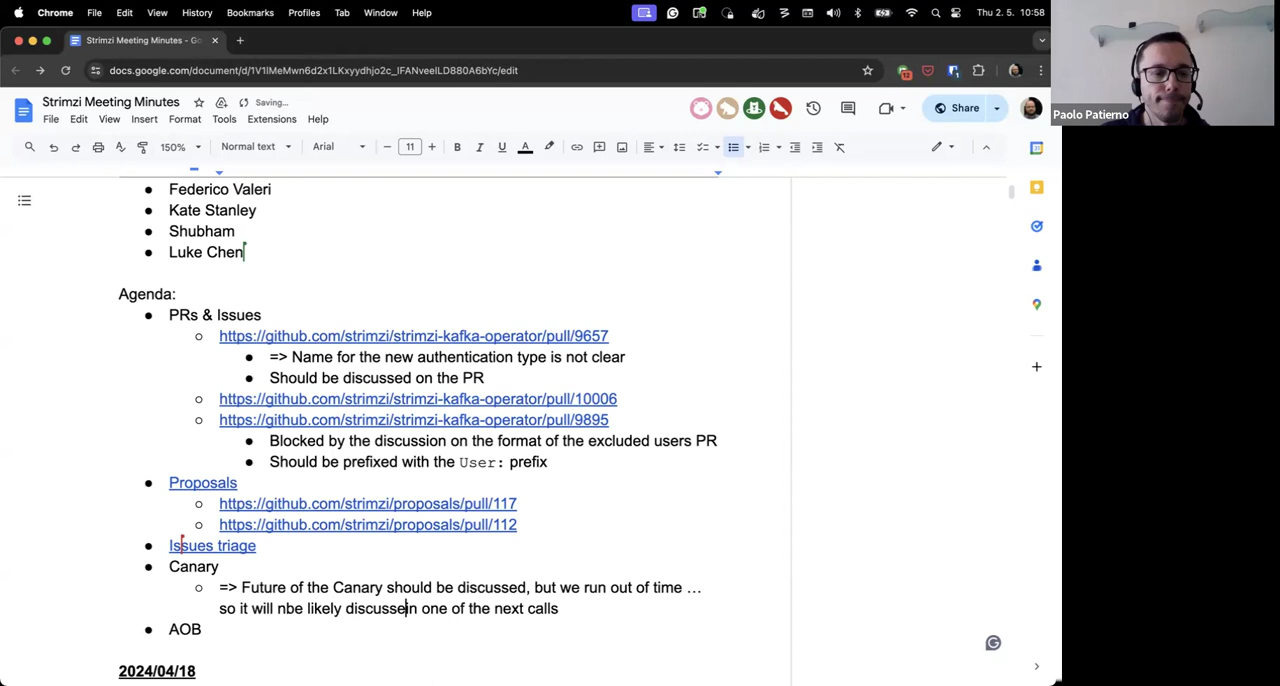 Chrome File Edit View History Bookmarks Profiles Tab Window Help Thu 2. 5. 10:58
Strimzi Meeting Minutes - Go
docs.google.com/document/d/1V1lMeMwn6d2x1LKxyydhjo2c_IFANveelLD880A6bYc/edit
12
1
Strimzi Meeting Minutes Saving...
File Edit View Insert Format Tools Extensions Help
Share
150% Normal text Arial 11
Paolo Patierno
Federico Valeri
Kate Stanley
Shubham
Luke Chen
Agenda:
PRs & Issues
https://github.com/strimzi/strimzi-kafka-operator/pull/9657
=> Name for the new authentication type is not clear
Should be discussed on the PR
https://github.com/strimzi/strimzi-kafka-operator/pull/10006
https://github.com/strimzi/strimzi-kafka-operator/pull/9895
Blocked by the discussion on the format of the excluded users PR
Should be prefixed with the User: prefix
Proposals
https://github.com/strimzi/proposals/pull/117
https://github.com/strimzi/proposals/pull/112
Issues triage
Canary
=> Future of the Canary should be discussed, but we run out of time …
so it will nbe likely discussein one of the next calls
AOB
2024/04/18